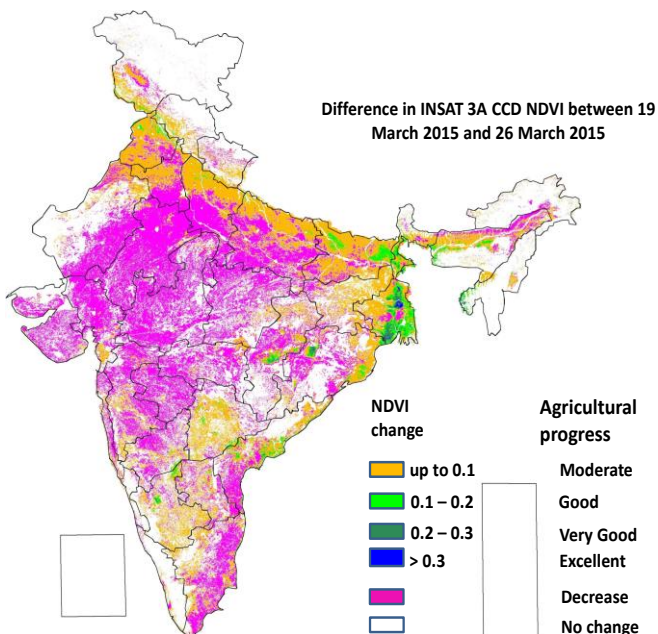 Difference in INSAT 3A CCD NDVI between 19
March 2015 and 26 March 2015
NDVI
change
Agricultural
progress
up to 0.1 Moderate
0.1 – 0.2 Good
0.2 – 0.3 Very Good
> 0.3 Excellent
Decrease
No change